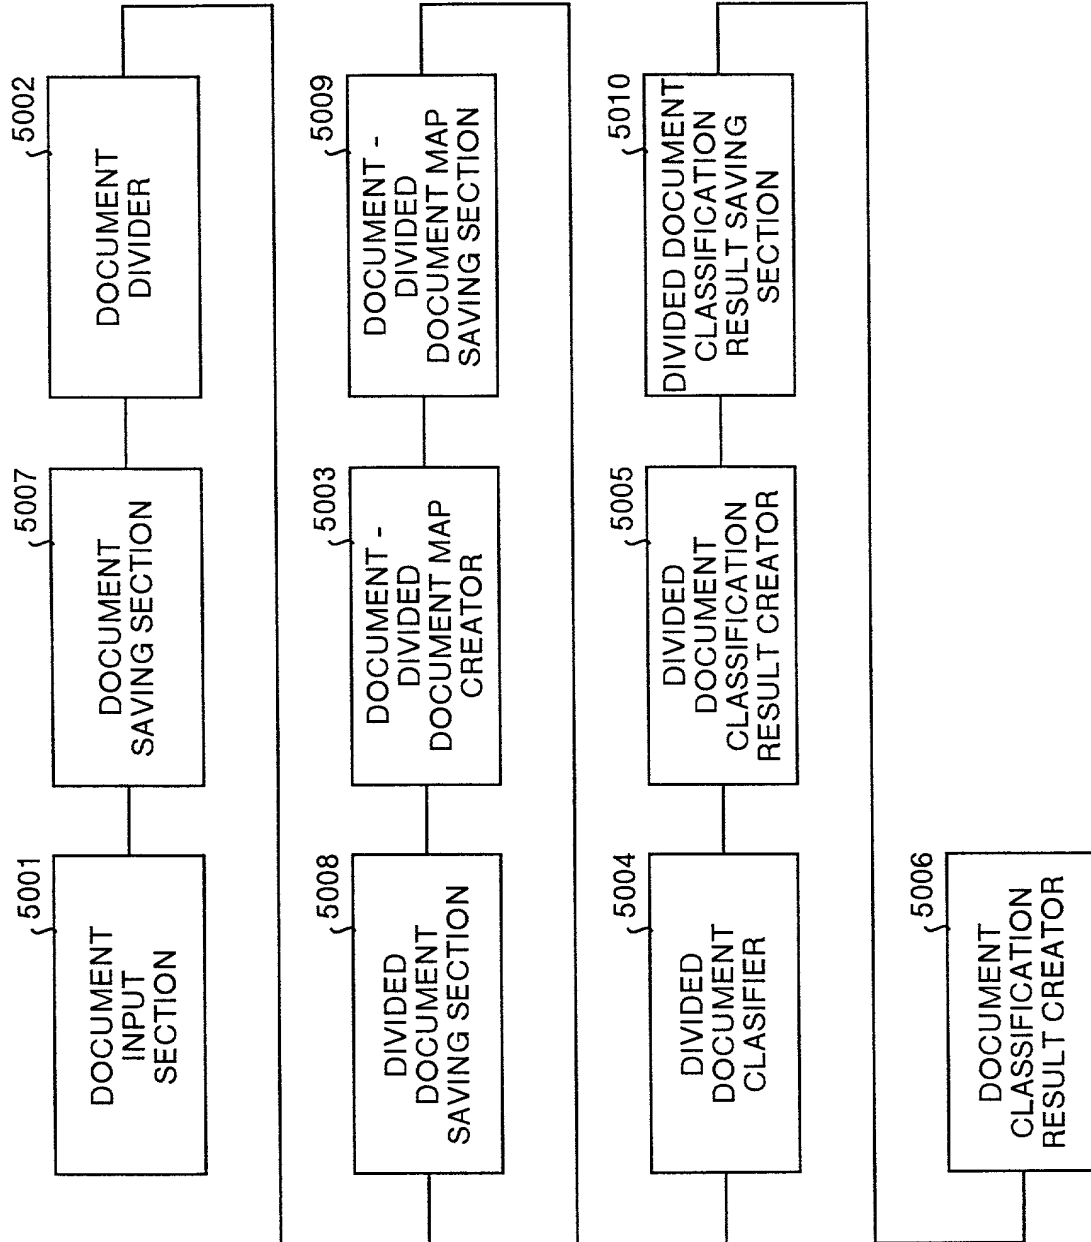 5001
DOCUMENT
INPUT
SECTION
5007
DOCUMENT
SAVING SECTION
5002
DOCUMENT
DIVIDER
5008
DIVIDED
DOCUMENT
SAVING SECTION
5003
DOCUMENT -
DIVIDED
DOCUMENT MAP
CREATOR
5009
DOCUMENT -
DIVIDED
DOCUMENT MAP
SAVING SECTION
5004
DIVIDED
DOCUMENT
CLASIFIER
5005
DIVIDED
DOCUMENT
CLASSIFICATION
RESULT CREATOR
5010
DIVIDED DOCUMENT
CLASSIFICATION
RESULT SAVING
SECTION
5006
DOCUMENT
CLASSIFICATION
RESULT CREATOR